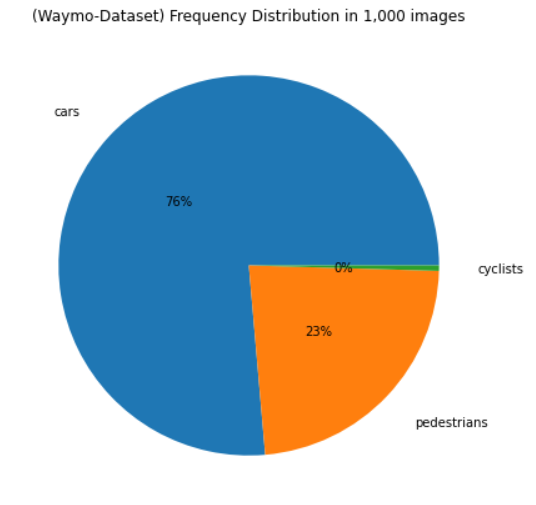 (Waymo-Dataset) Frequency Distribution in 1,000 images
cars
76%
0%
cyclists
23%
pedestrians